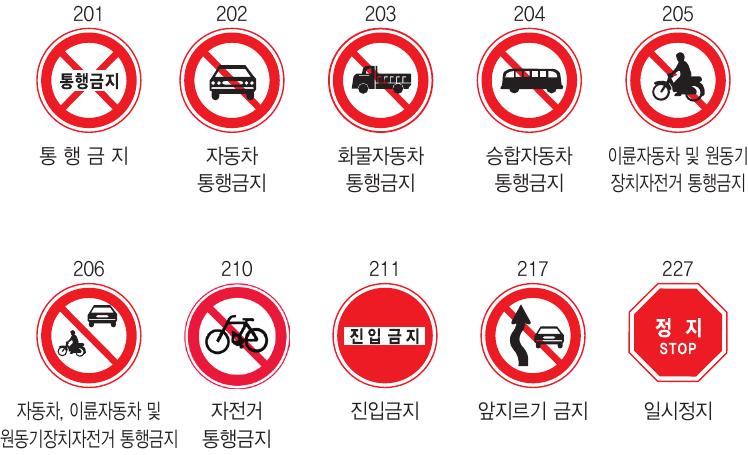 201 202 203 204 205
통행금지
통 행 금 지 자동차 화물자동차 승합자동차 이륜자동차 및 원동기
통행금지 통행금지 통행금지 장치자전거 통행금지
206 210 211 217 227
진입금지 정 지
STOP
자동차, 이륜자동차 및 자전거 진입금지 앞지르기 금지 일시정지
원동기장치자전거 통행금지 통행금지